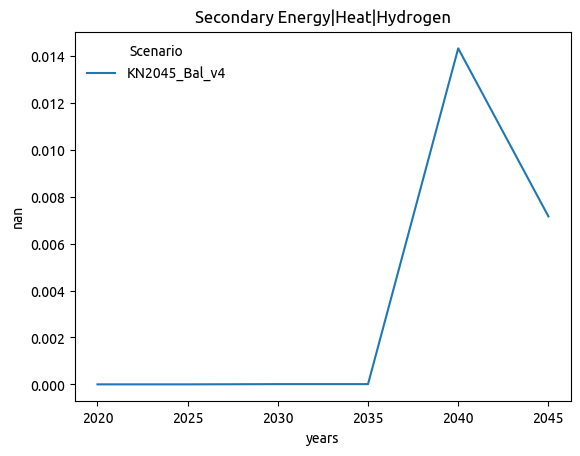 Secondary Energy|Heat|Hydrogen
Scenario
KN2045_Bal_v4
0.014
0.012
0.010
0.008
0.006
0.004
0.002
0.000
nan
2020 2025 2030 2035 2040 2045
years